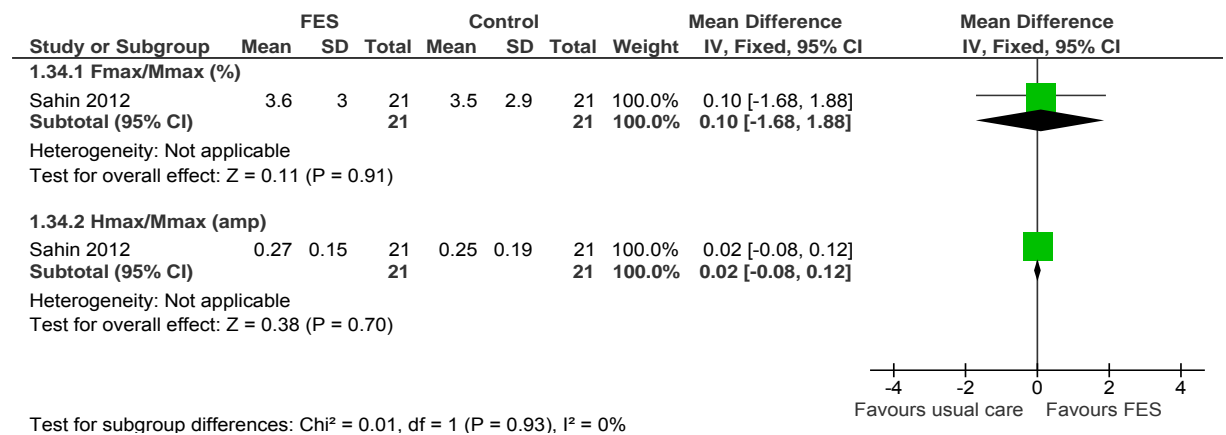 FES Control Mean Difference Mean Difference
Study or Subgroup Mean SD Total Mean SD Total Weight IV, Fixed, 95% CI IV, Fixed, 95% CI
1.34.1 Fmax/Mmax (%)
Sahin 2012 3.6 3 21 3.5 2.9 21 100.0% 0.10 [-1.68, 1.88]
Subtotal (95% CI) 21 21 100.0% 0.10 [-1.68, 1.88]
Heterogeneity: Not applicable
Test for overall effect: Z = 0.11 (P = 0.91)
1.34.2 Hmax/Mmax (amp)
Sahin 2012 0.27 0.15 21 0.25 0.19 21 100.0% 0.02 [-0.08, 0.12]
Subtotal (95% CI) 21 21 100.0% 0.02 [-0.08, 0.12]
Heterogeneity: Not applicable
Test for overall effect: Z = 0.38 (P = 0.70)
-4 -2 0 2 4
Favours usual care Favours FES
Test for subgroup differences: Chi² = 0.01, df = 1 (P = 0.93), I² = 0%